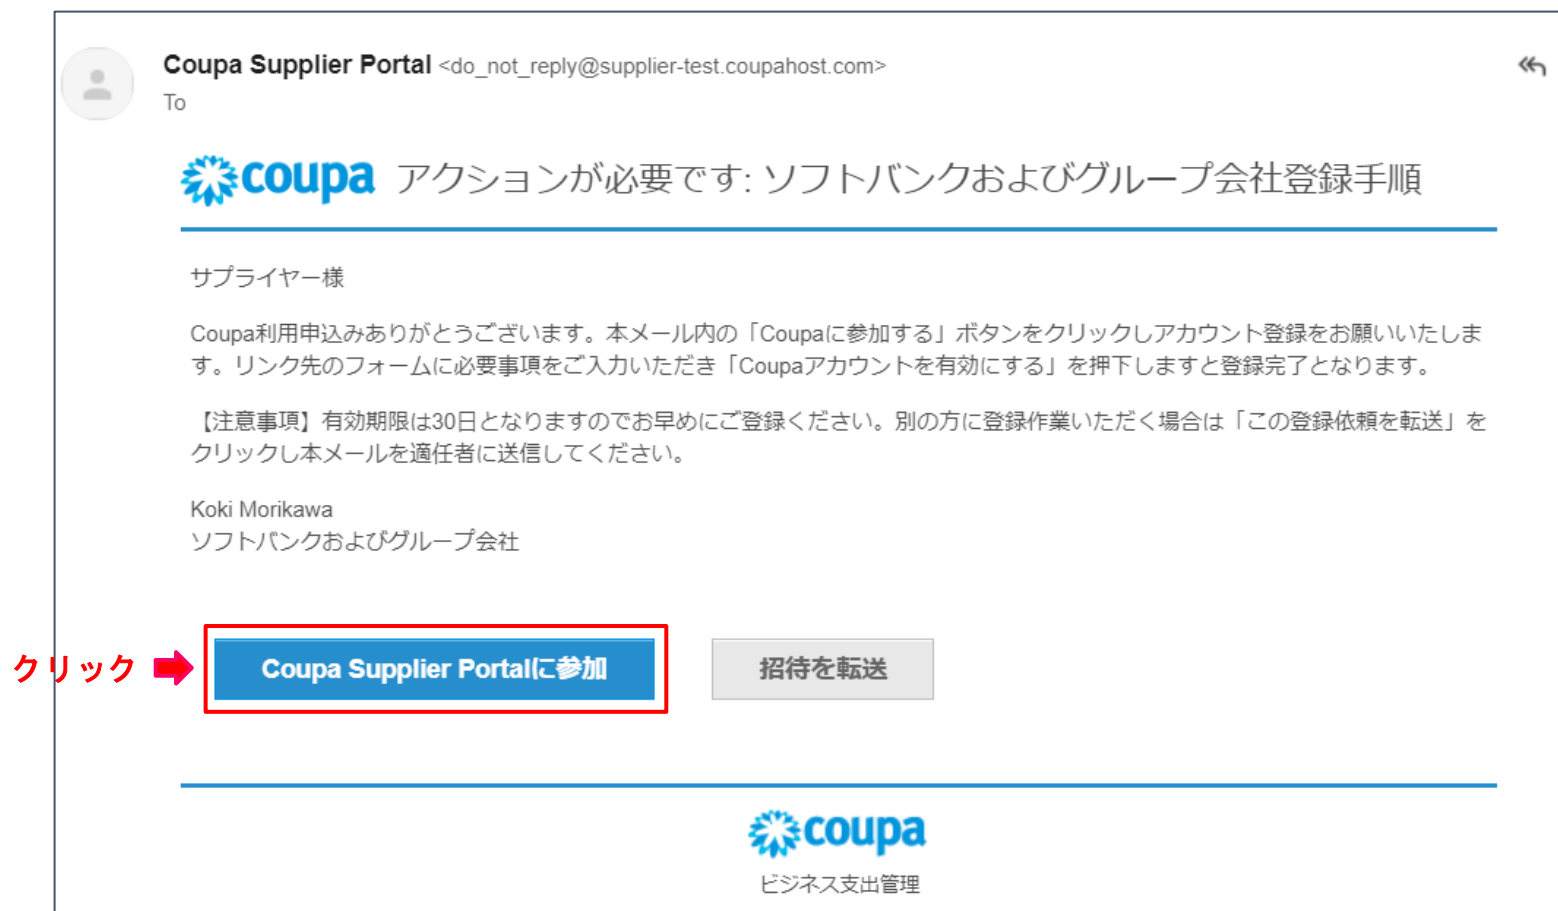 Coupa Supplier Portal <do_not_reply@supplier-test.coupahost.com>
To
coupa アクションが必要です: ソフトバンクおよびグループ会社登録手順
サプライヤー様
Coupa利用申込みありがとうございます。本メール内の「Coupaに参加する」ボタンをクリックしアカウント登録をお願いいたしま
す。リンク先のフォームに必要事項をご入力いただき「Coupaアカウントを有効にする」を押下しますと登録完了となります。
【注意事項】有効期限は30日となりますのでお早めにご登録ください。別の方に登録作業いただく場合は「この登録依頼を転送」を
クリックし本メールを適任者に送信してください。
Koki Morikawa
ソフトバンクおよびグループ会社
クリック Coupa Supplier Portalに参加 招待を転送
coupa
ビジネス支出管理